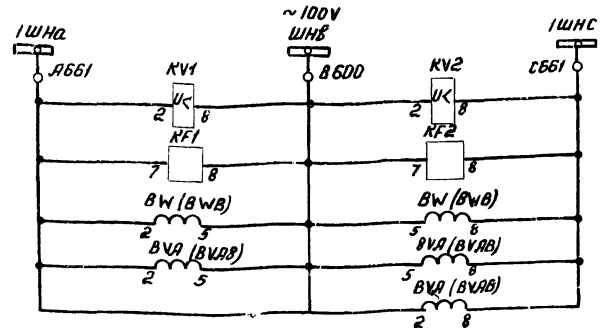 ~100V
1ШНа ШНв 1ШНС
А661 В600 С661
KV1 KV2
2 U< 8 2 U< 8
KF1 KF2
7 8 7 8
BW (BWB) BW (BWB)
2 5 5 8
BVA (BVAB) BVA (BVAB)
2 5 5 8
BVA (BVAB)
~ 2 8